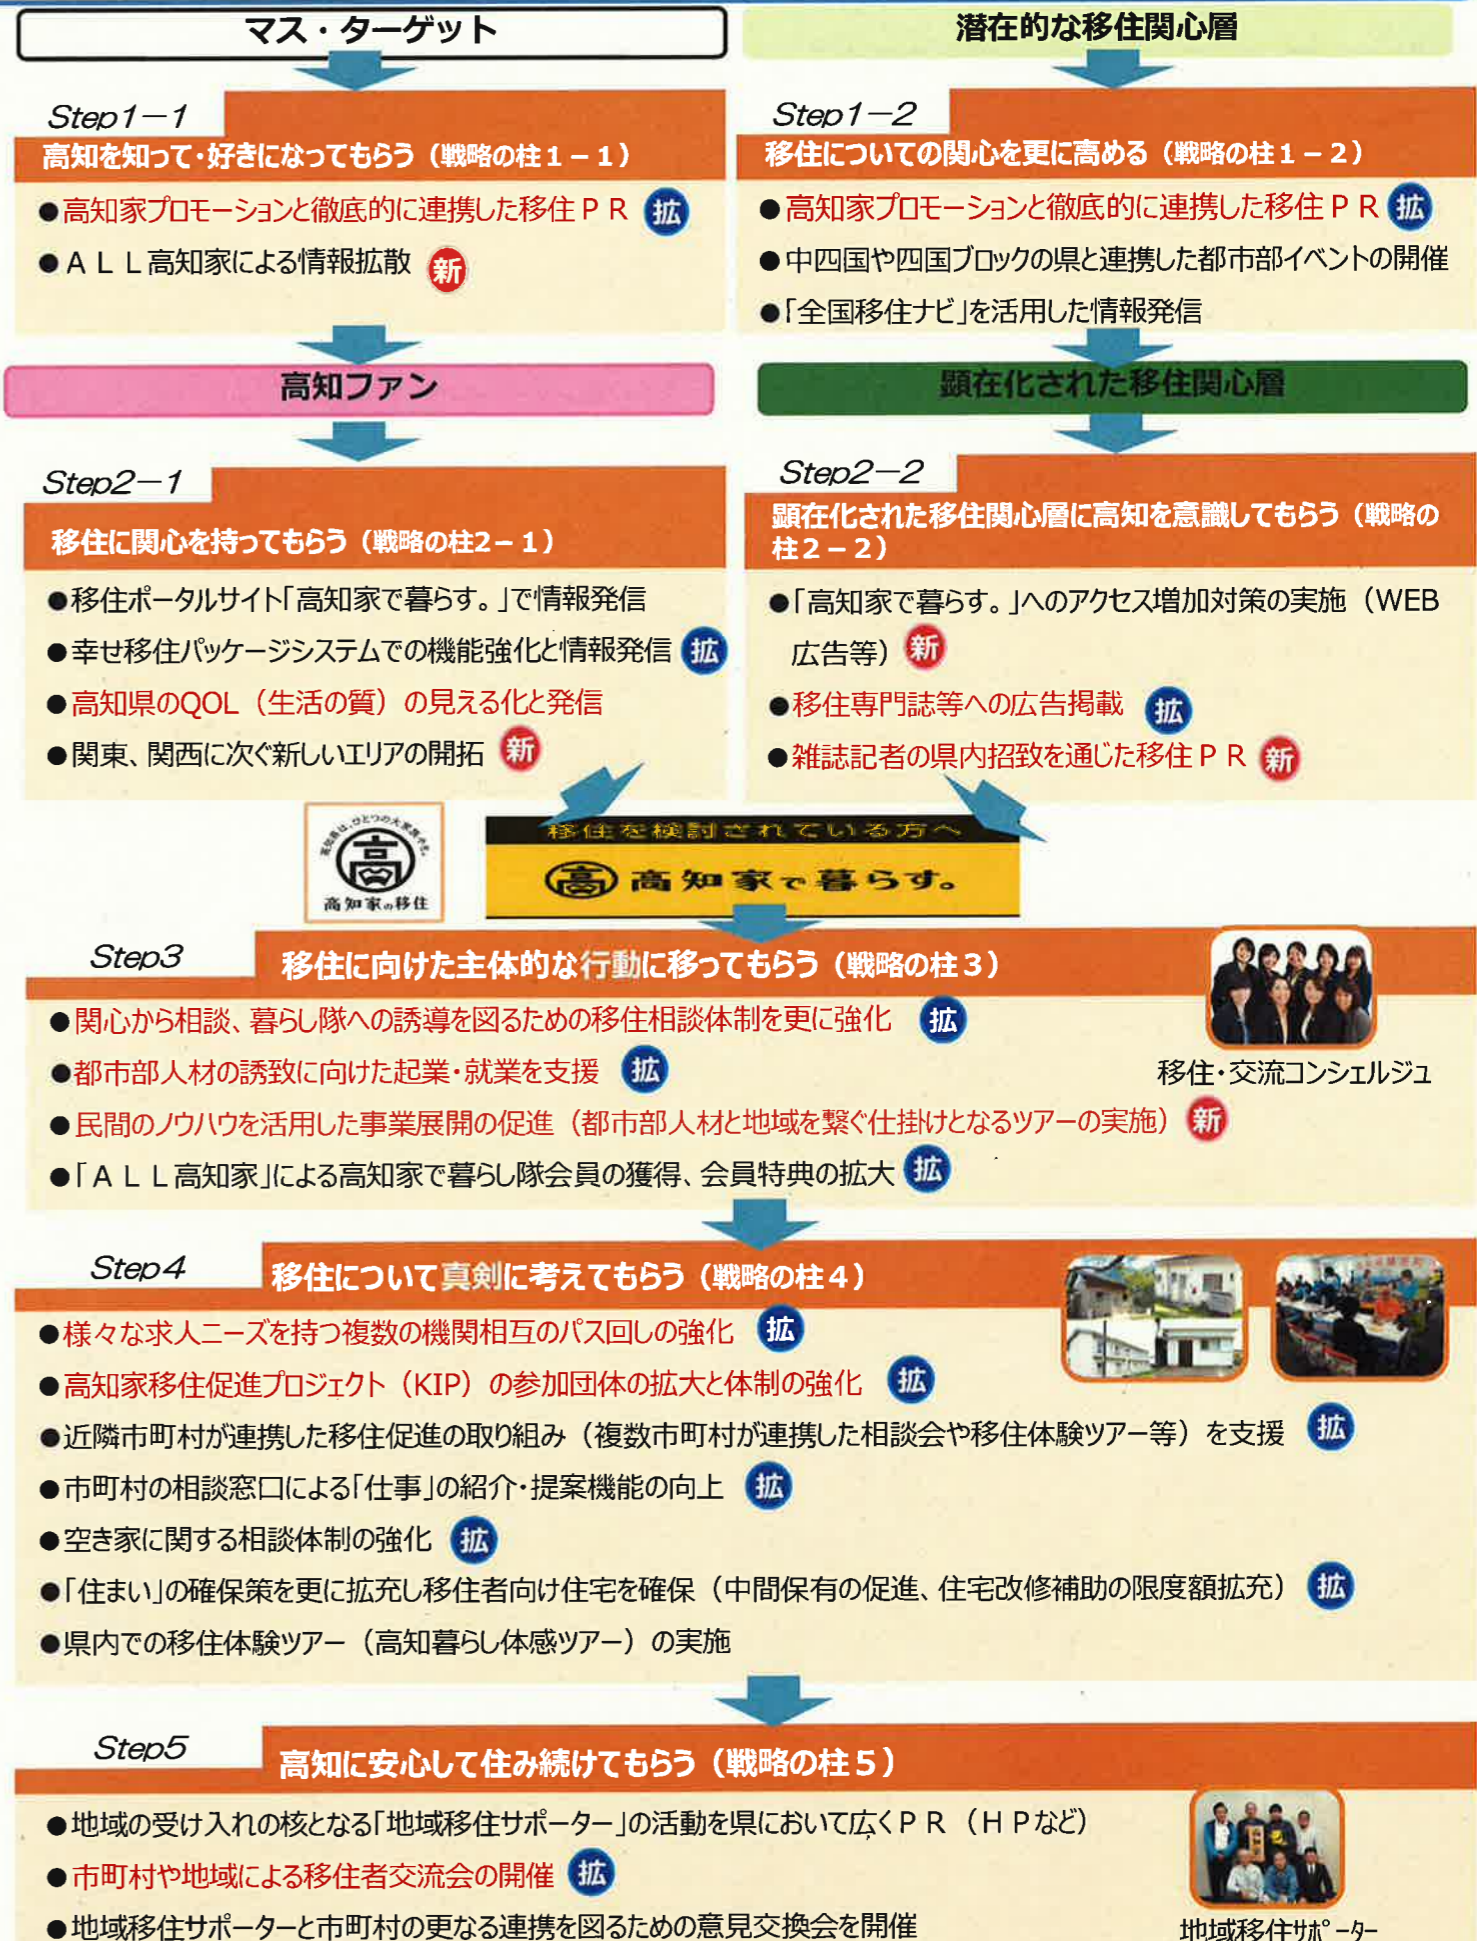 マス・ターゲット
潜在的な移住関心層
Step1－1
高知を知って・好きになってもらう（戦略の柱１－１）
●高知家プロモーションと徹底的に連携した移住ＰＲ 拡
●ＡＬＬ高知家による情報拡散 新
Step1－2
移住についての関心を更に高める（戦略の柱１－２）
●高知家プロモーションと徹底的に連携した移住ＰＲ 拡
●中四国や四国ブロックの県と連携した都市部イベントの開催
●「全国移住ナビ」を活用した情報発信
高知ファン
顕在化された移住関心層
Step2－1
移住に関心を持ってもらう（戦略の柱2－１）
●移住ポータルサイト「高知家で暮らす。」で情報発信
●幸せ移住パッケージシステムでの機能強化と情報発信 拡
●高知県のQOL（生活の質）の見える化と発信
●関東、関西に次ぐ新しいエリアの開拓 新
Step2－2
顕在化された移住関心層に高知を意識してもらう（戦略の
柱２－２）
●「高知家で暮らす。」へのアクセス増加対策の実施（WEB
広告等） 新
●移住専門誌等への広告掲載 拡
●雑誌記者の県内招致を通じた移住ＰＲ 新
高知県は、ひとつの大家族やき。
高
高知家の移住
移住を検討されている方へ
高 高知家で暮らす。
Step3
移住に向けた主体的な行動に移ってもらう（戦略の柱３）
●関心から相談、暮らし隊への誘導を図るための移住相談体制を更に強化 拡
●都市部人材の誘致に向けた起業・就業を支援 拡
●民間のノウハウを活用した事業展開の促進（都市部人材と地域を繋ぐ仕掛けとなるツアーの実施） 新
●「ＡＬＬ高知家」による高知家で暮らし隊会員の獲得、会員特典の拡大 拡
移住・交流コンシェルジュ
Step4
移住について真剣に考えてもらう（戦略の柱４）
●様々な求人ニーズを持つ複数の機関相互のパス回しの強化 拡
●高知家移住促進プロジェクト（KIP）の参加団体の拡大と体制の強化 拡
●近隣市町村が連携した移住促進の取り組み（複数市町村が連携した相談会や移住体験ツアー等）を支援 拡
●市町村の相談窓口による「仕事」の紹介・提案機能の向上 拡
●空き家に関する相談体制の強化 拡
●「住まい」の確保策を更に拡充し移住者向け住宅を確保（中間保有の促進、住宅改修補助の限度額拡充） 拡
●県内での移住体験ツアー（高知暮らし体感ツアー）の実施
Step5
高知に安心して住み続けてもらう（戦略の柱５）
●地域の受け入れの核となる「地域移住サポーター」の活動を県において広くＰＲ（ＨＰなど）
●市町村や地域による移住者交流会の開催 拡
●地域移住サポーターと市町村の更なる連携を図るための意見交換会を開催
地域移住ｻﾎﾟｰﾀｰ